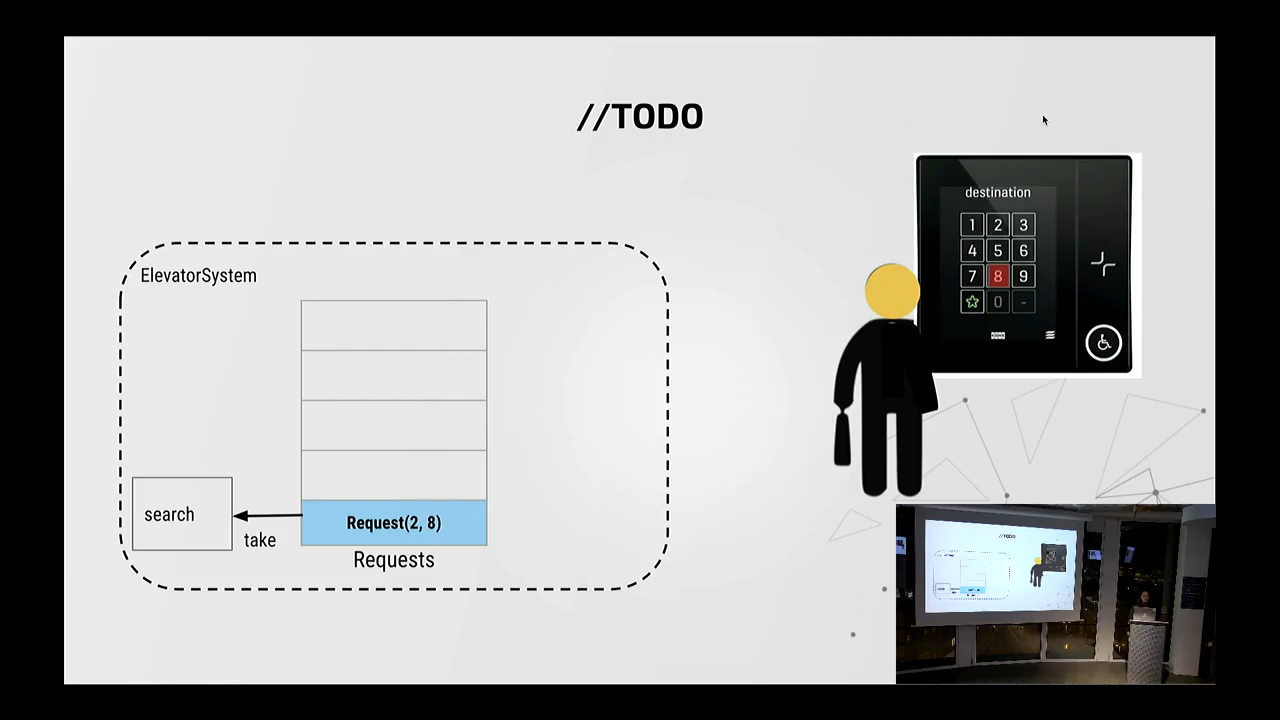 //TODO
ElevatorSystem
search
take
Request(2, 8)
Requests
destination
1 2 3
4 5 6
7 8 9
0 -
//TODO